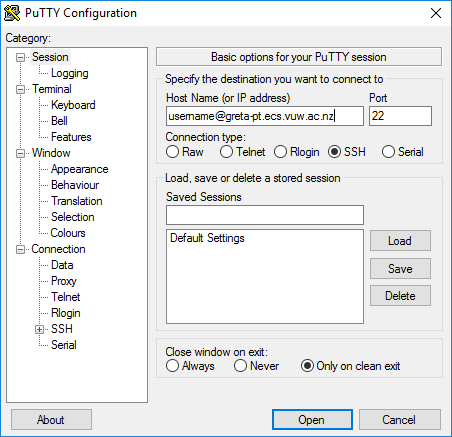 PuTTY Configuration
Category:
Session
Logging
Terminal
Keyboard
Bell
Features
Window
Appearance
Behaviour
Translation
Selection
Colours
Connection
Data
Proxy
Telnet
Rlogin
SSH
Serial
Basic options for your PuTTY session
Specify the destination you want to connect to
Host Name (or IP address) Port
username@greta-pt.ecs.vuw.ac.nz 22
Connection type:
Raw Telnet Rlogin SSH Serial
Load, save or delete a stored session
Saved Sessions
Default Settings
Load
Save
Delete
Close window on exit:
Always Never Only on clean exit
About Open Cancel